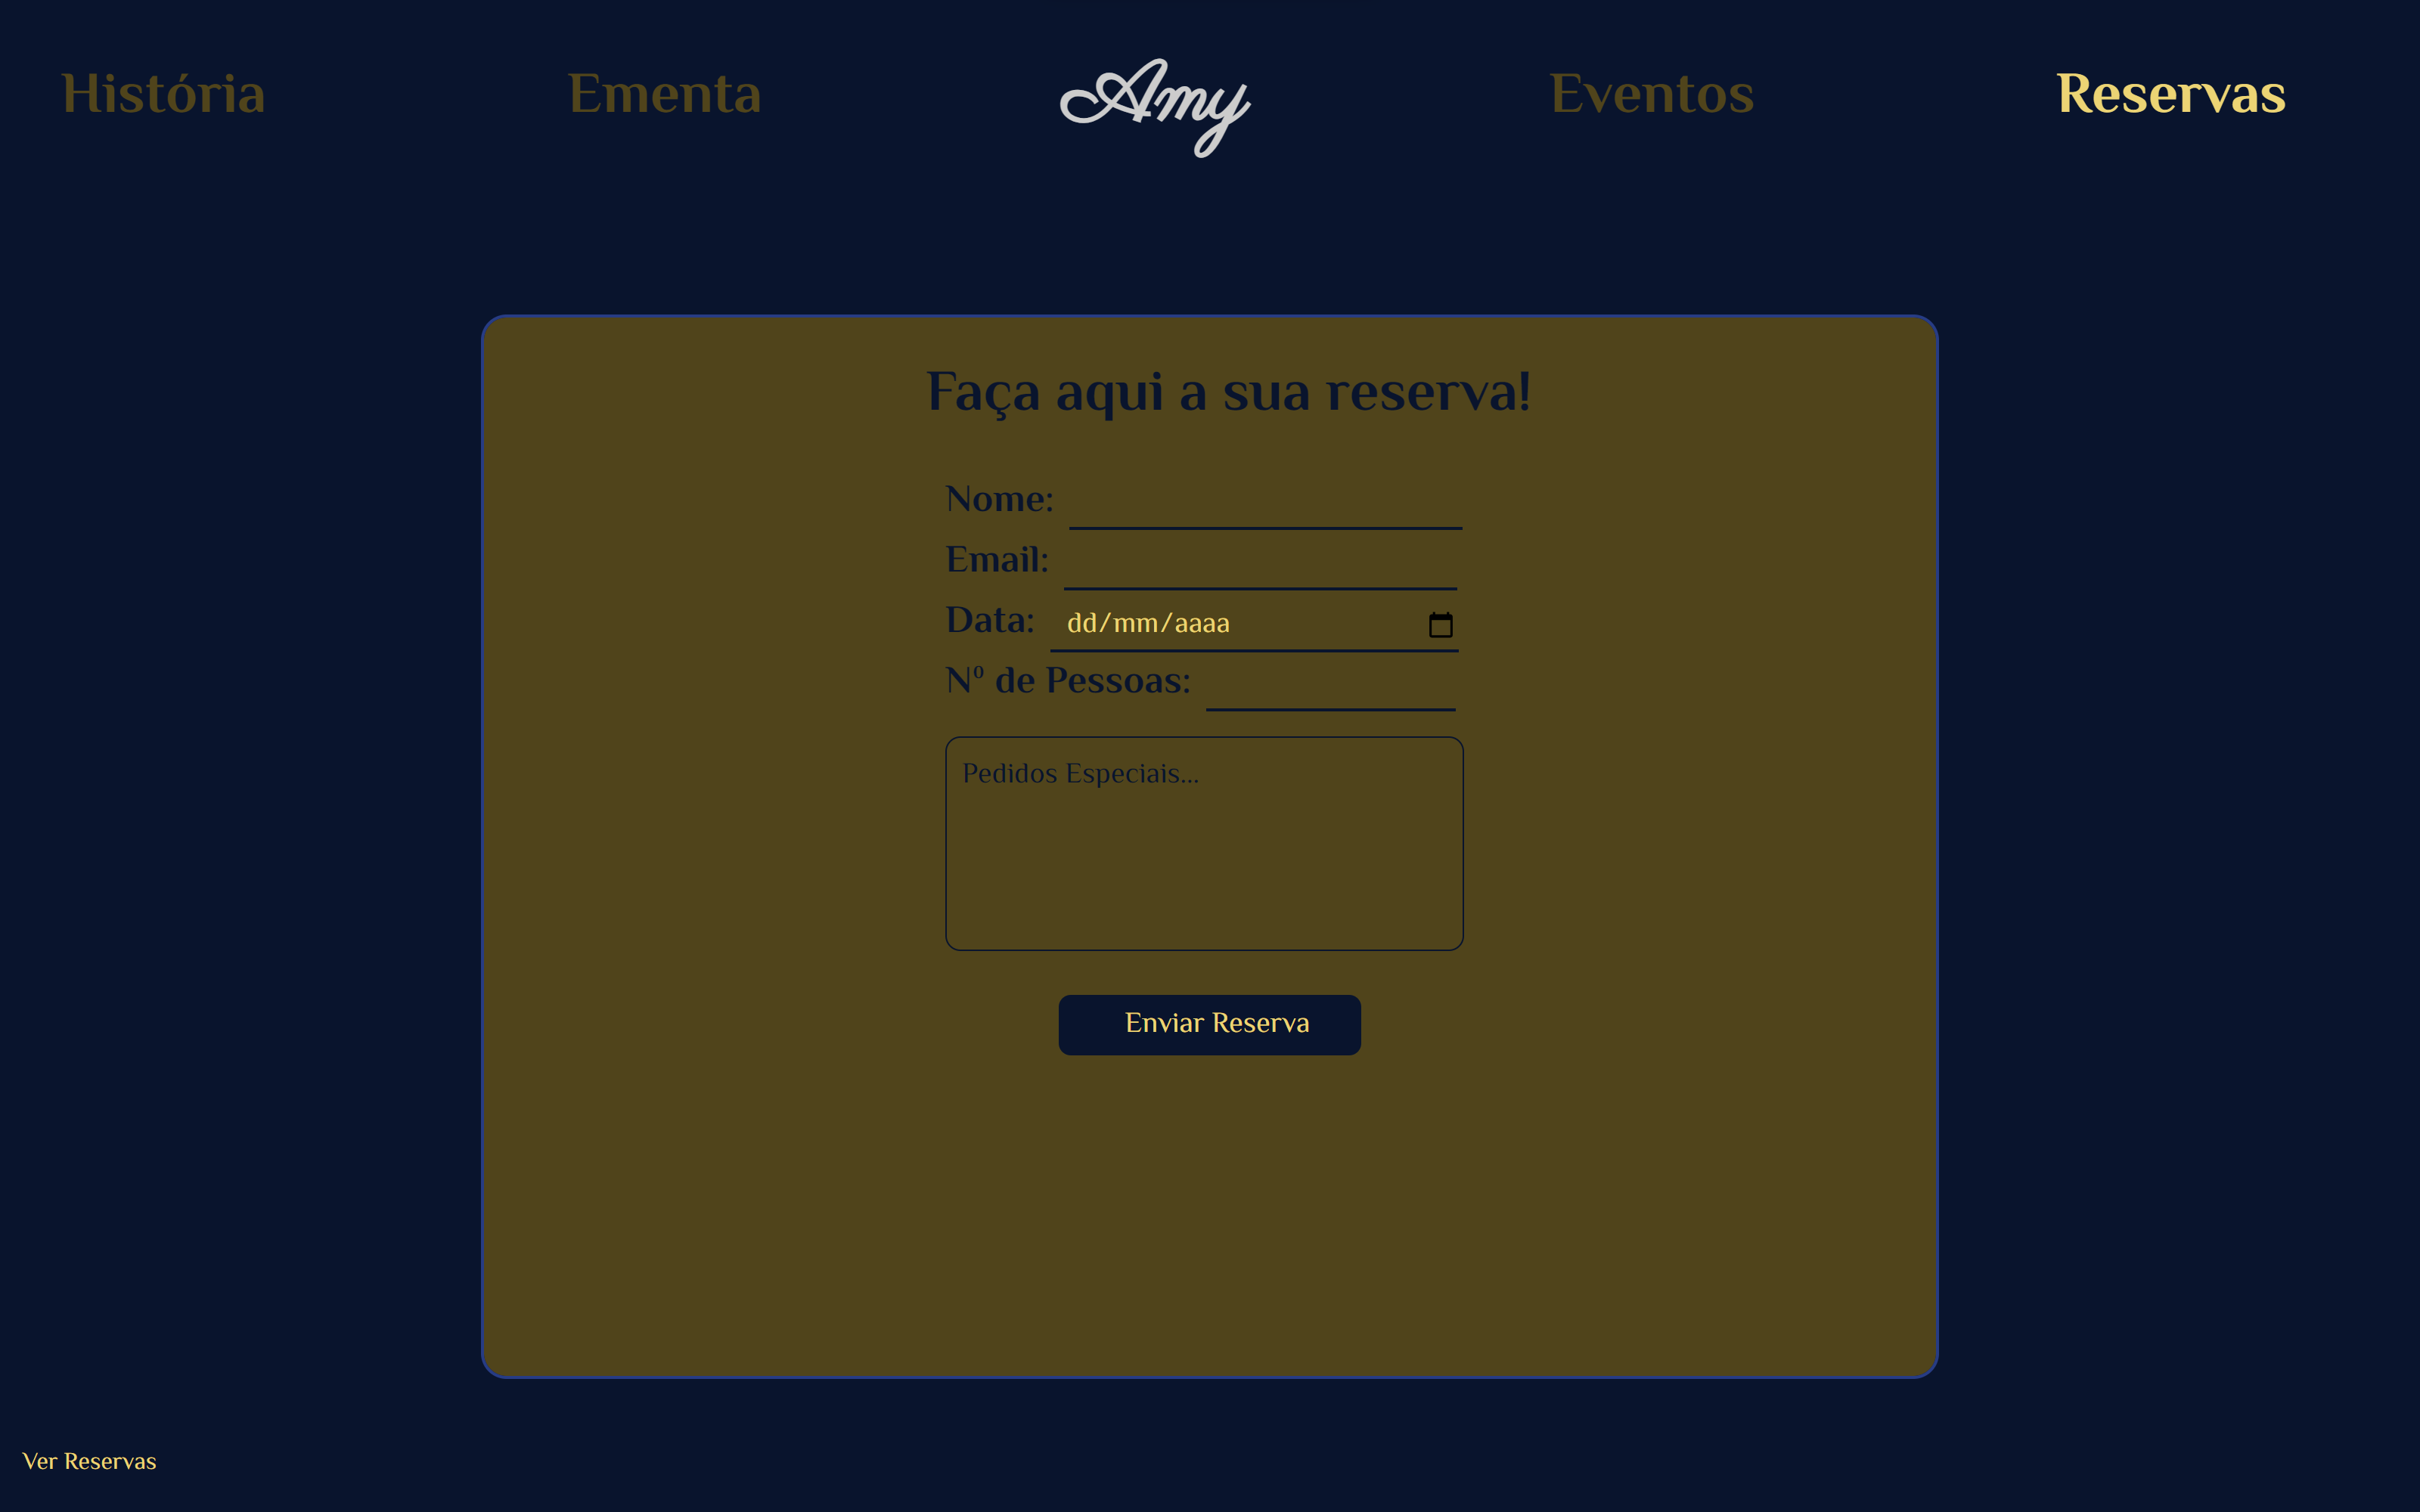 História Ementa Amy Eventos Reservas
Faça aqui a sua reserva!
Nome:
Email:
Data: dd/mm/aaaa
Nº de Pessoas:
Pedidos Especiais...
Enviar Reserva
Ver Reservas